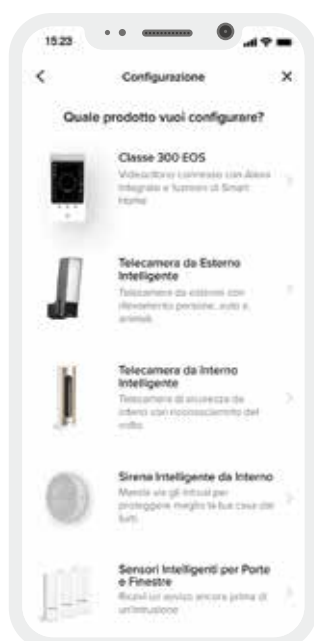 15:23
Configurazione
Quale prodotto vuoi configurare?
Classe 300 EOS
Videocitofono connesso con Alexa
integrata e funzioni di Smart
Home
Telecamera da Esterno
Intelligente
Telecamera da esterno con
rilevamento persone, auto e
animali.
Telecamera da Interno
Intelligente
Telecamera di sicurezza da
interno con riconoscimento del
volto.
Sirena Intelligente da Interno
Manda via gli intrusi per
proteggere meglio la tua casa dai
furti.
Sensori Intelligenti per Porte
e Finestre
Ricevi un avviso ancora prima di
un'intrusione